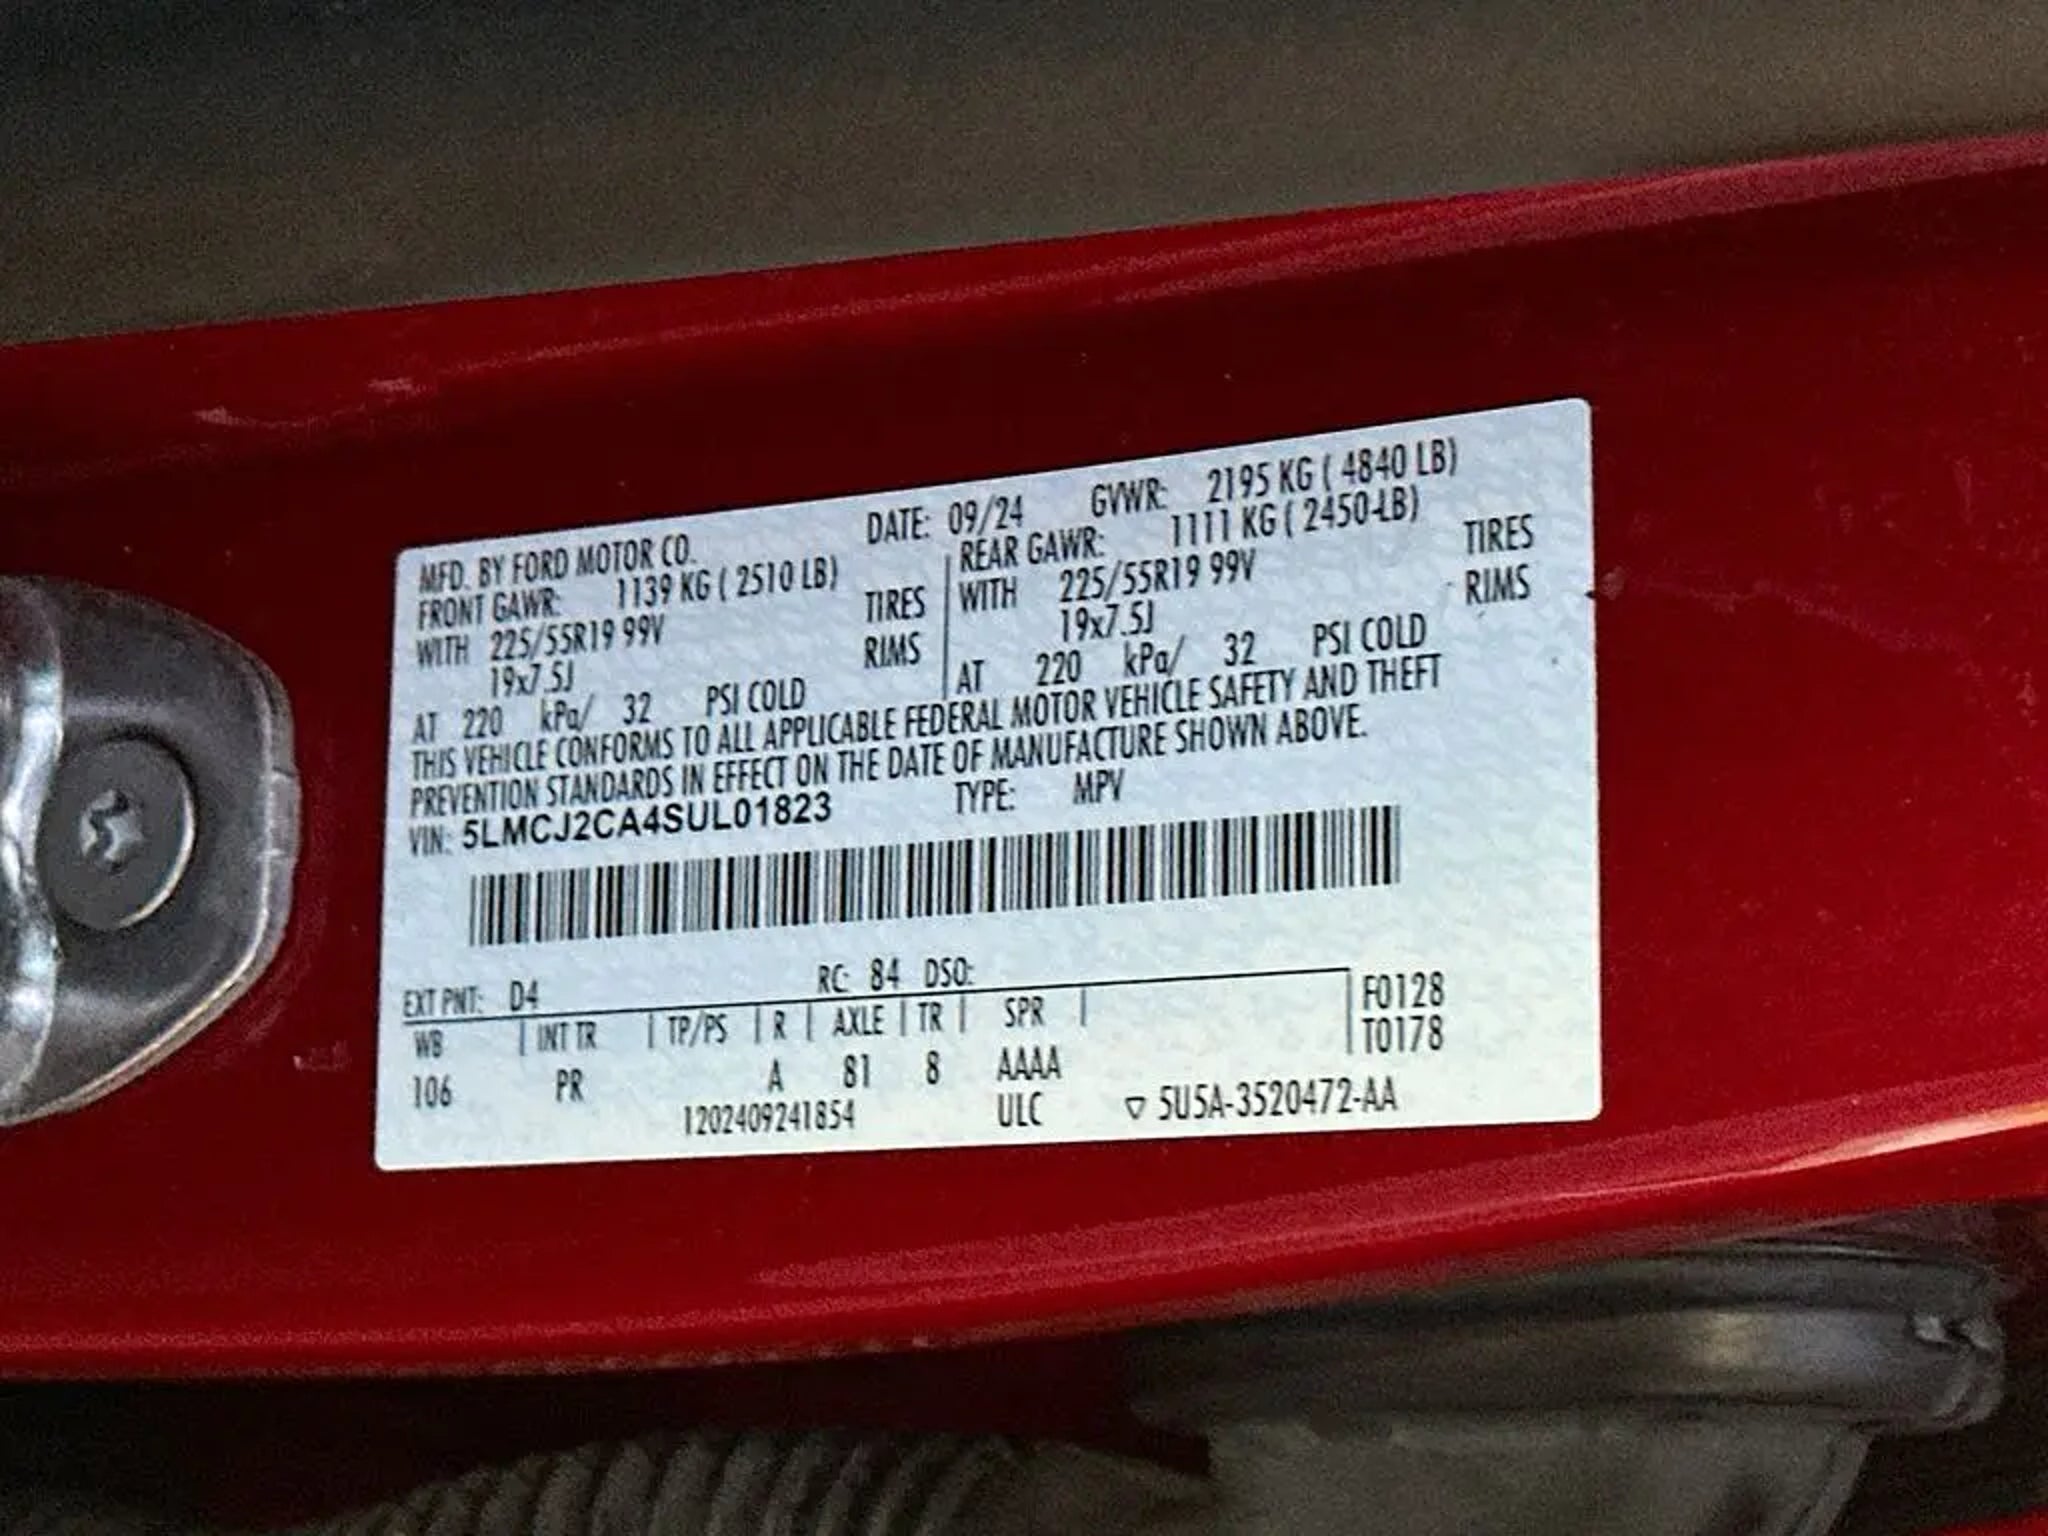 MFD. BY FORD MOTOR CO. DATE: 09/24 GVWR: 2195 KG ( 4840 LB)
FRONT GAWR: 1139 KG ( 2510 LB) REAR GAWR: 1111 KG ( 2450 LB)
WITH 225/55R19 99V TIRES WITH 225/55R19 99V TIRES
19x7.5J RIMS 19x7.5J RIMS
AT 220 kPa/ 32 PSI COLD AT 220 kPa/ 32 PSI COLD
THIS VEHICLE CONFORMS TO ALL APPLICABLE FEDERAL MOTOR VEHICLE SAFETY AND THEFT
PREVENTION STANDARDS IN EFFECT ON THE DATE OF MANUFACTURE SHOWN ABOVE.
VIN: 5LMCJ2CA4SUL01823 TYPE: MPV
EXT PNT: D4 RC: 84 DSO:
WB INT TR TP/PS R AXLE TR SPR F0128
T0178
106 PR A 81 8 AAAA
1202409241854 ULC ▽ 5U5A-3520472-AA